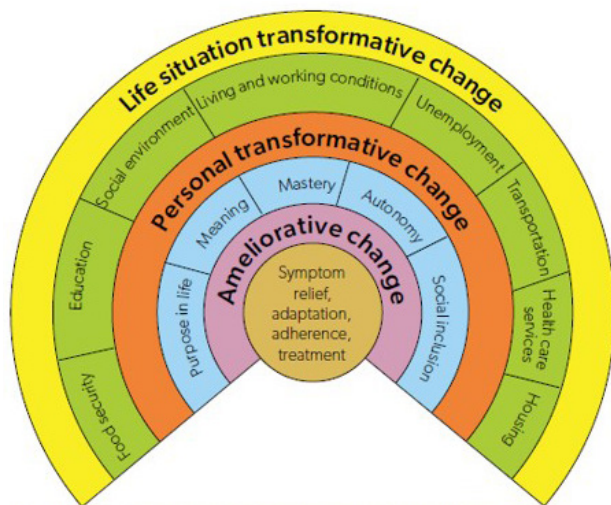 Life situation transformative change
Food security
Education
Social environment
Living and working conditions
Unemployment
Transportation
Health care
services
Housing
Personal transformative change
Purpose in life
Meaning
Mastery
Autonomy
Social inclusion
Ameliorative change
Symptom
relief,
adaptation,
adherence,
treatment